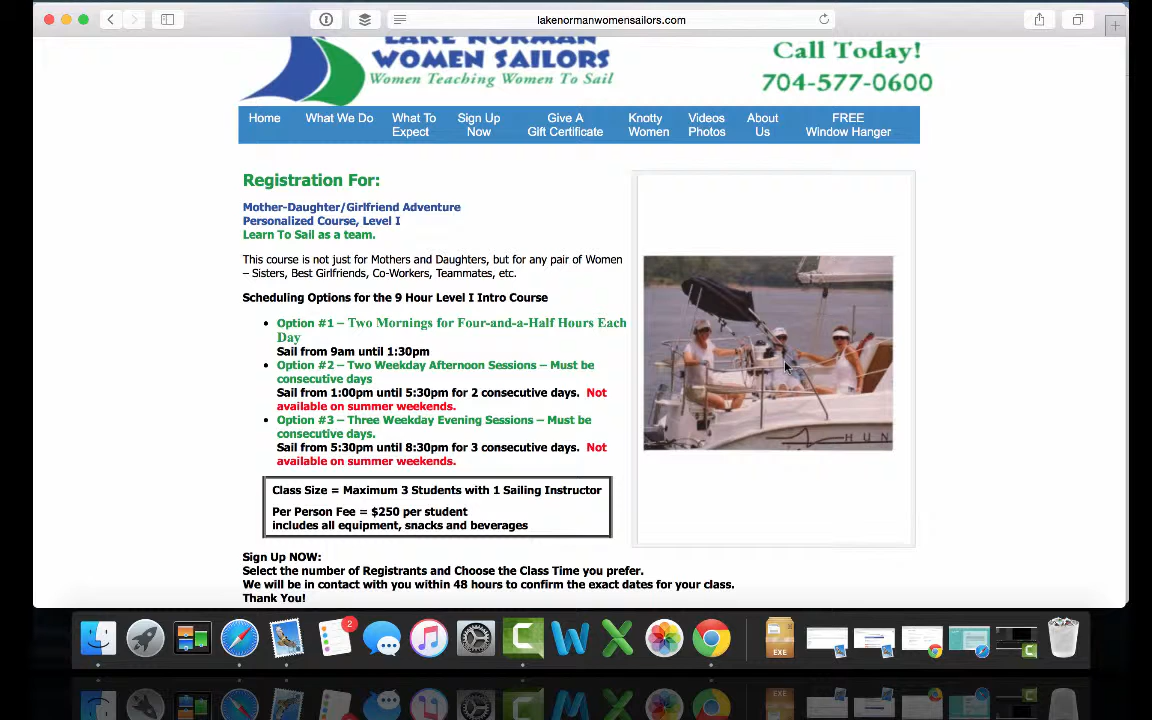 lakenormanwomensailors.com
LAKE NORMAN
WOMEN SAILORS
Women Teaching Women To Sail
Call Today!
704-577-0600
Home
What We Do
What To
Expect
Sign Up
Now
Give A
Gift Certificate
Knotty
Women
Videos
Photos
About
Us
FREE
Window Hanger
Registration For:
Mother-Daughter/Girlfriend Adventure
Personalized Course, Level I
Learn To Sail as a team.
This course is not just for Mothers and Daughters, but for any pair of Women
– Sisters, Best Girlfriends, Co-Workers, Teammates, etc.
Scheduling Options for the 9 Hour Level I Intro Course
• Option #1 – Two Mornings for Four-and-a-Half Hours Each
Day
Sail from 9am until 1:30pm
• Option #2 – Two Weekday Afternoon Sessions – Must be
consecutive days
Sail from 1:00pm until 5:30pm for 2 consecutive days. Not
available on summer weekends.
• Option #3 – Three Weekday Evening Sessions – Must be
consecutive days.
Sail from 5:30pm until 8:30pm for 3 consecutive days. Not
available on summer weekends.
Class Size = Maximum 3 Students with 1 Sailing Instructor
Per Person Fee = $250 per student
includes all equipment, snacks and beverages
Sign Up NOW:
Select the number of Registrants and Choose the Class Time you prefer.
We will be in contact with you within 48 hours to confirm the exact dates for your class.
Thank You!
HUN
2
EXE